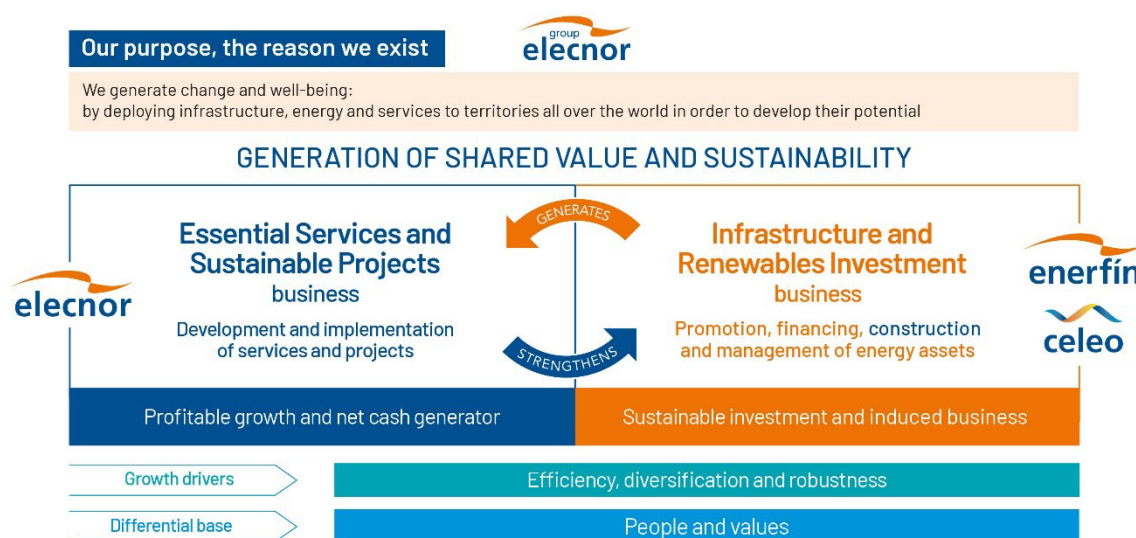 Our purpose, the reason we exist
group
elecnor
We generate change and well-being:
by deploying infrastructure, energy and services to territories all over the world in order to develop their potential
GENERATION OF SHARED VALUE AND SUSTAINABILITY
elecnor
Essential Services and
Sustainable Projects
business
Development and implementation
of services and projects
GENERATES
STRENGTHENS
Infrastructure and
Renewables Investment
business
Promotion, financing, construction
and management of energy assets
enerfín
celeo
Profitable growth and net cash generator
Sustainable investment and induced business
Growth drivers
Efficiency, diversification and robustness
Differential base
People and values